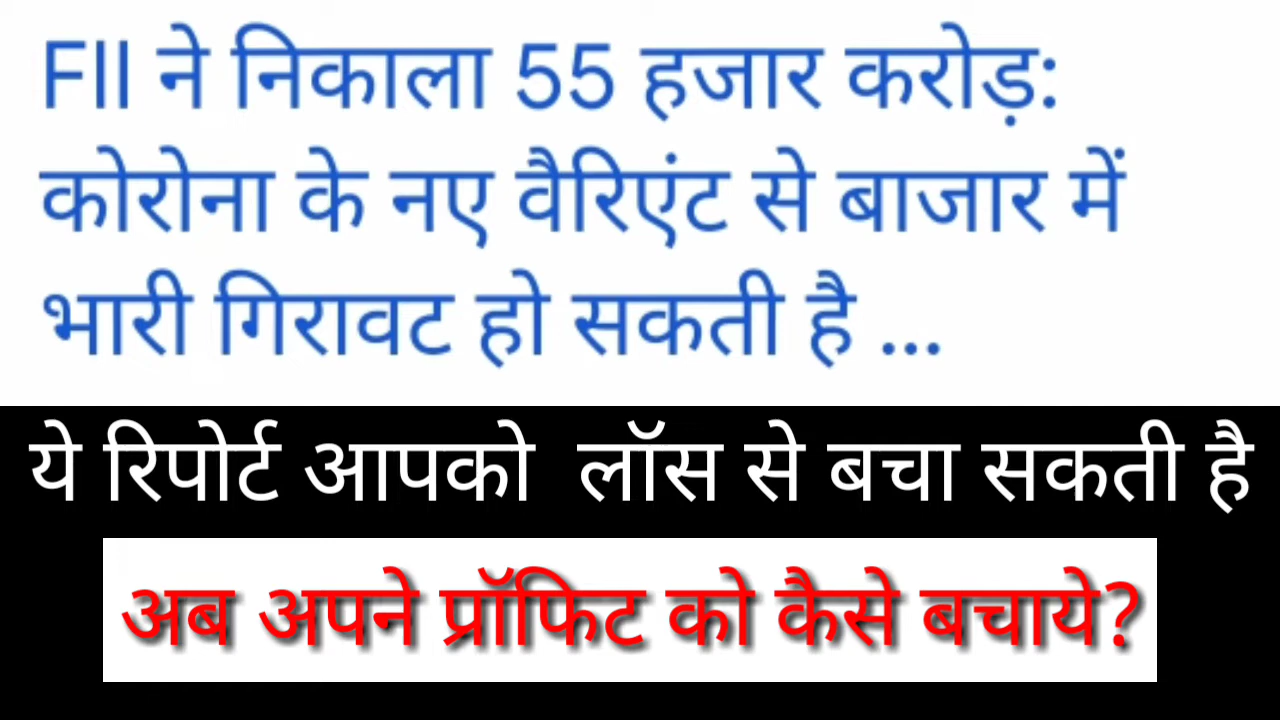 FII ने निकाला 55 हजार करोड़:
कोरोना के नए वैरिएंट से बाजार में
भारी गिरावट हो सकती है ...
ये रिपोर्ट आपको लॉस से बचा सकती है
अब अपने प्रॉफिट को कैसे बचाये?